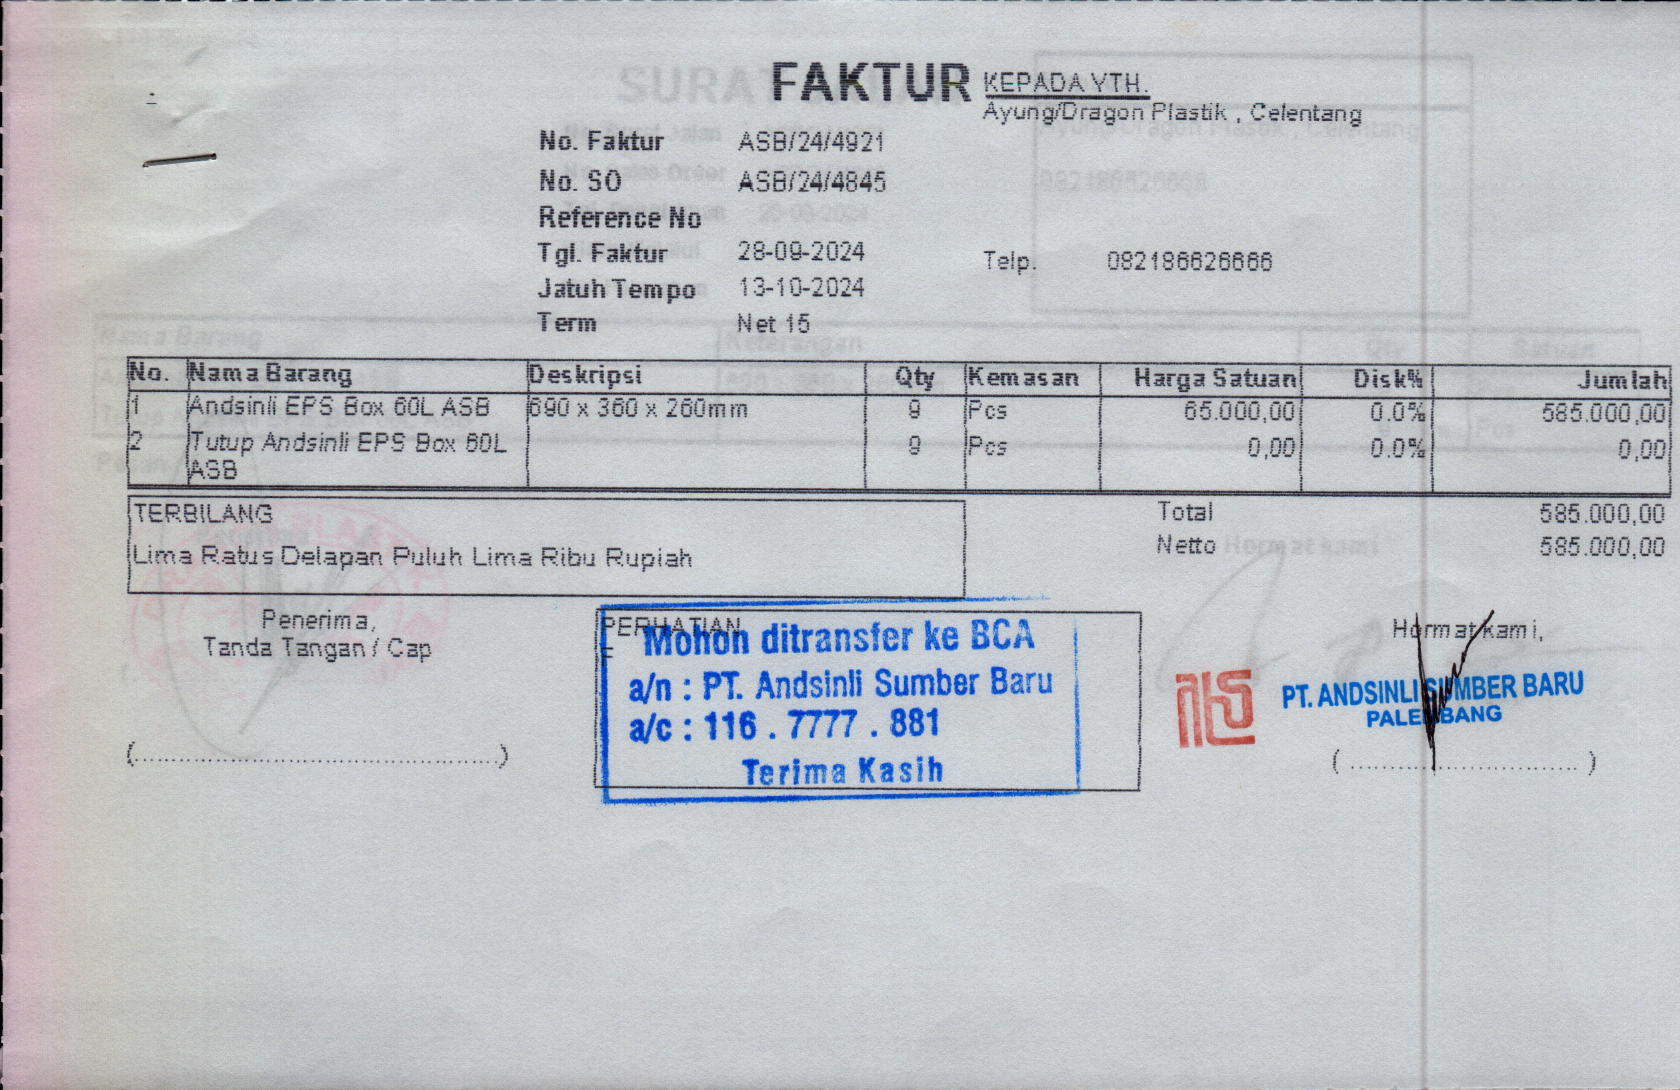 FAKTUR
KEPADA YTH.
Ayung/Dragon Plastik , Celentang
No. Faktur ASB/24/4921
No. SO ASB/24/4845
Reference No
Tgl. Faktur 28-09-2024
Telp. 082186626666
Jatuh Tempo 13-10-2024
Term Net 15
No. Nama Barang Deskripsi Qty Kemasan Harga Satuan Disk% Jumlah
1 Andsinli EPS Box 60L ASB 690 x 360 x 260mm 9 Pcs 65.000,00 0.0% 585.000,00
2 Tutup Andsinli EPS Box 60L 9 Pcs 0,00 0.0% 0,00
ASB
TERBILANG
Lima Ratus Delapan Puluh Lima Ribu Rupiah
Total 585.000,00
Netto 585.000,00
Penerima,
Tanda Tangan / Cap
(...............................................)
PERHATIAN
Mohon ditransfer ke BCA
a/n : PT. Andsinli Sumber Baru
a/c : 116 . 7777 . 881
Terima Kasih
Hormat kami,
PT. ANDSINLI SUMBER BARU
PALEMBANG
( ............................. )